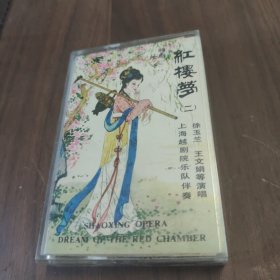 紅樓夢
(二)
徐玉兰 王文娟等演唱
上海越剧院乐队伴奏
SHAOXING OPERA
DREAM OF THE RED CHAMBER